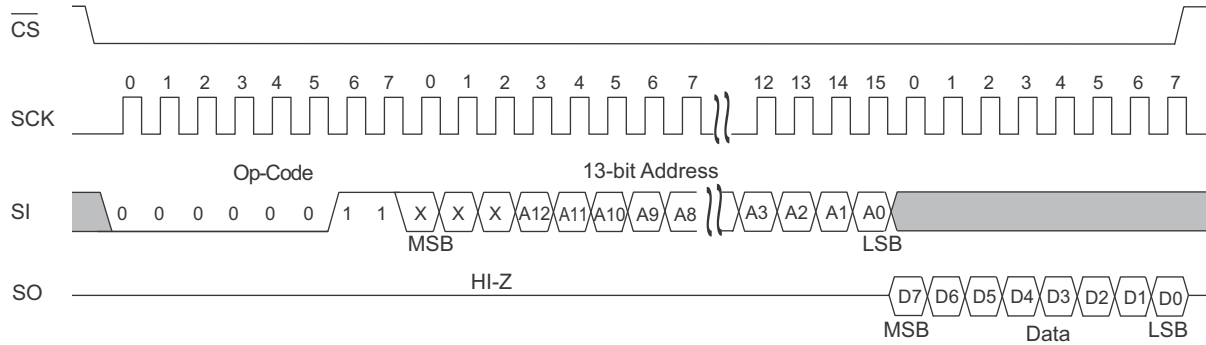 CS
0 1 2 3 4 5 6 7 0 1 2 3 4 5 6 7 12 13 14 15 0 1 2 3 4 5 6 7
SCK
Op-Code 13-bit Address
SI 0 0 0 0 0 0 1 1 X X X A12 A11 A10 A9 A8 A3 A2 A1 A0
MSB LSB
HI-Z
SO D7 D6 D5 D4 D3 D2 D1 D0
MSB Data LSB